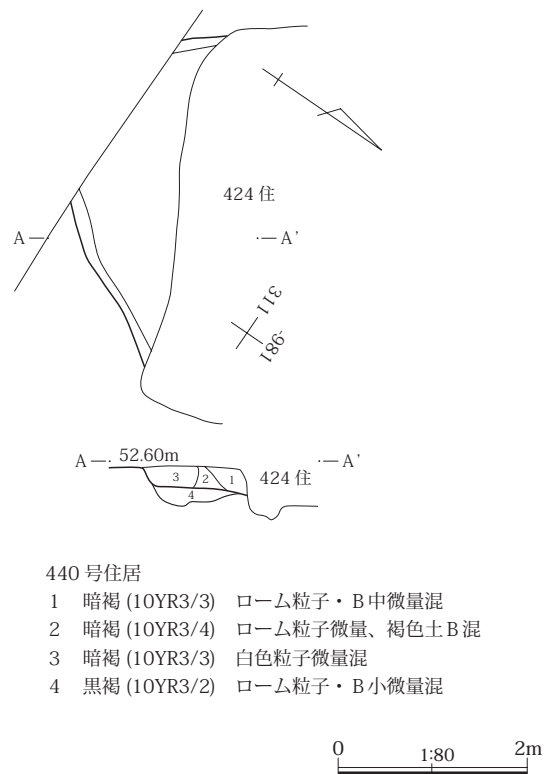 424 住
A A'
311
-981
A 52.60m A'
3 2 1 424 住
4
440 号住居
1 暗褐 (10YR3/3) ローム粒子・B中微量混
2 暗褐 (10YR3/4) ローム粒子微量、褐色土B混
3 暗褐 (10YR3/3) 白色粒子微量混
4 黒褐 (10YR3/2) ローム粒子・B小微量混
0 1:80 2m